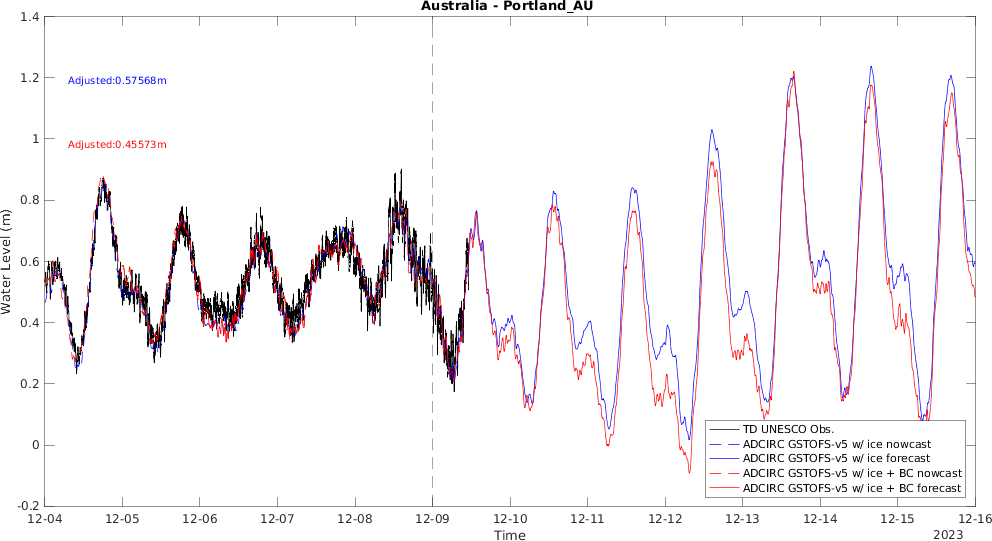 Australia - Portland_AU
1.4
1.2
1
0.8
0.6
0.4
0.2
0
-0.2
Water Level (m)
Adjusted:0.57568m
Adjusted:0.45573m
TD UNESCO Obs.
ADCIRC GSTOFS-v5 w/ ice nowcast
ADCIRC GSTOFS-v5 w/ ice forecast
ADCIRC GSTOFS-v5 w/ ice + BC nowcast
ADCIRC GSTOFS-v5 w/ ice + BC forecast
12-04 12-05 12-06 12-07 12-08 12-09 12-10 12-11 12-12 12-13 12-14 12-15 12-16
Time
2023